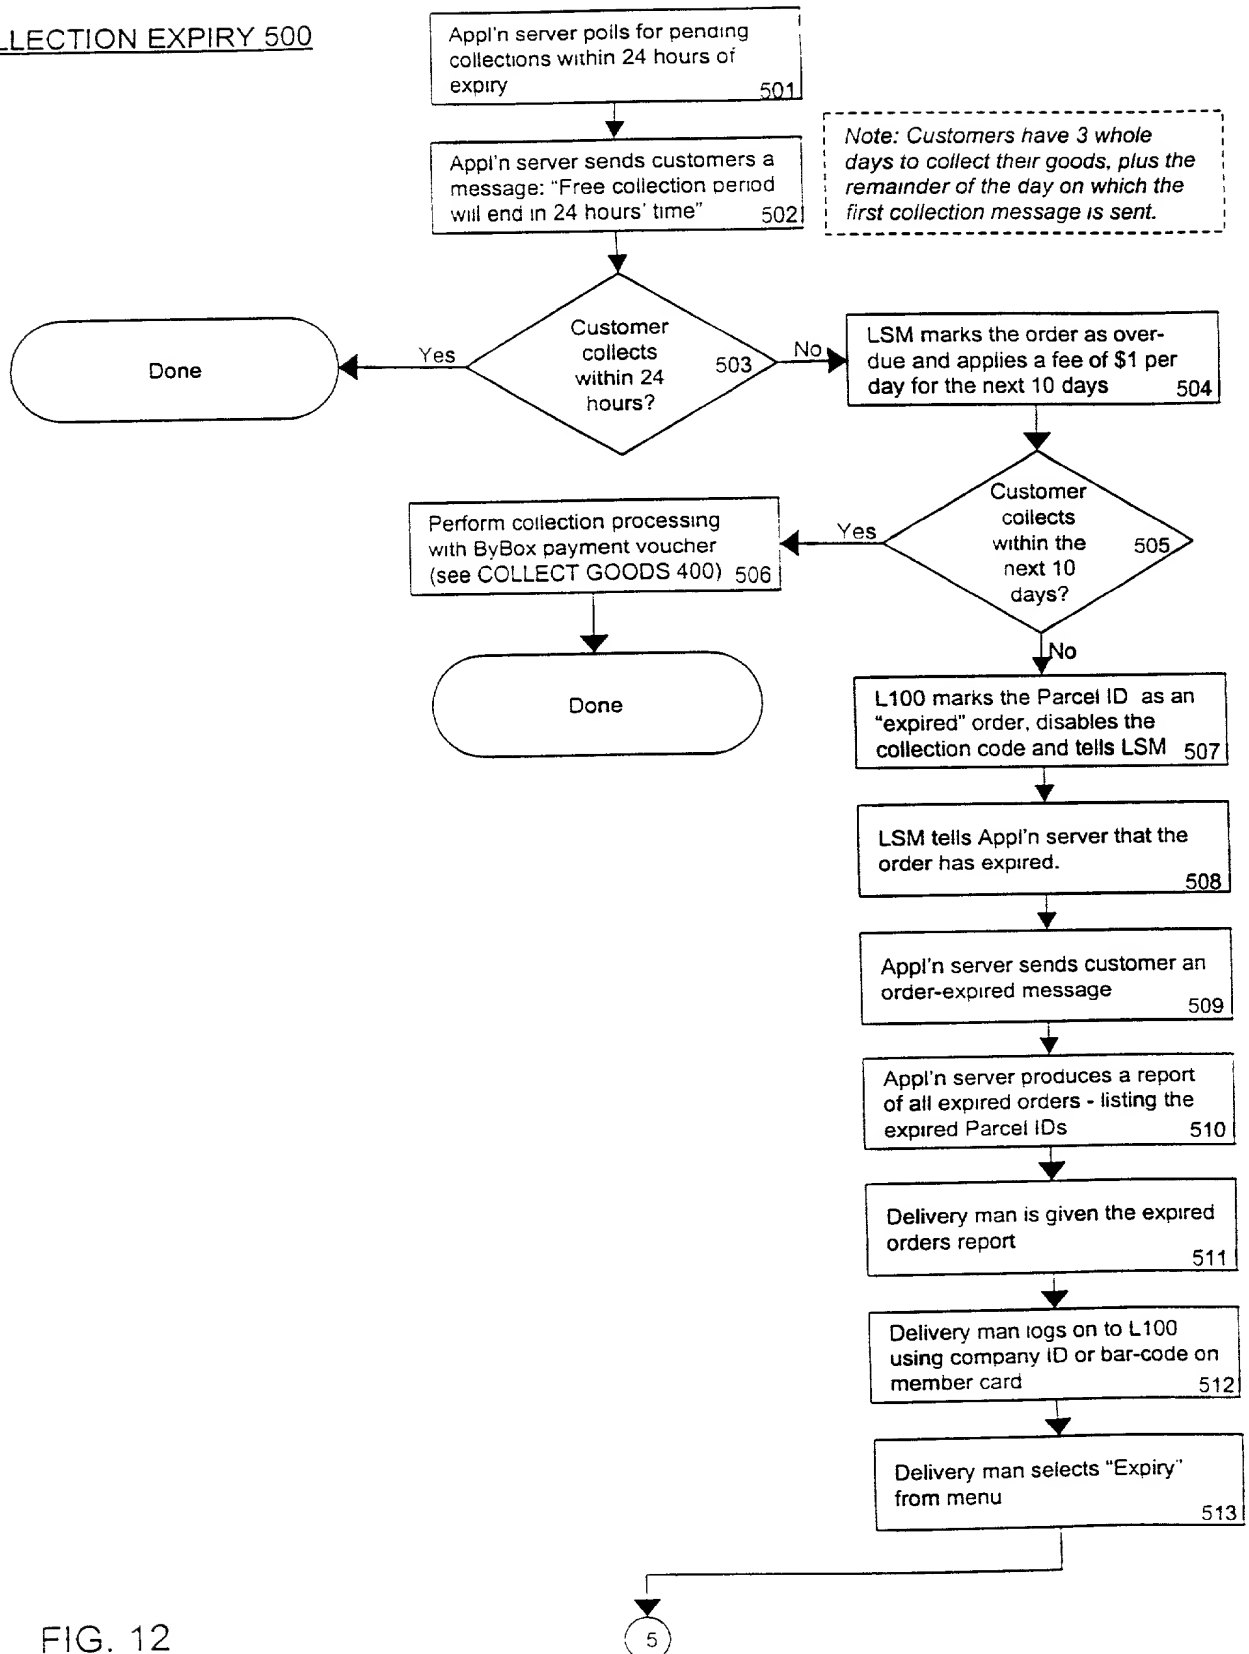 LLECTION EXPIRY 500
Appl'n server polls for pending
collections within 24 hours of
expiry
501
Appl'n server sends customers a
message: “Free collection period
will end in 24 hours' time”
502
Note: Customers have 3 whole
days to collect their goods, plus the
remainder of the day on which the
first collection message is sent.
Customer
collects
within 24
hours?
503
Yes
Done
No
LSM marks the order as over-
due and applies a fee of $1 per
day for the next 10 days
504
Customer
collects
within the
next 10
days?
505
Yes
Perform collection processing
with ByBox payment voucher
(see COLLECT GOODS 400)
506
Done
No
L100 marks the Parcel ID as an
“expired” order, disables the
collection code and tells LSM
507
LSM tells Appl'n server that the
order has expired.
508
Appl'n server sends customer an
order-expired message
509
Appl'n server produces a report
of all expired orders - listing the
expired Parcel IDs
510
Delivery man is given the expired
orders report
511
Delivery man logs on to L100
using company ID or bar-code on
member card
512
Delivery man selects “Expiry”
from menu
513
5
FIG. 12